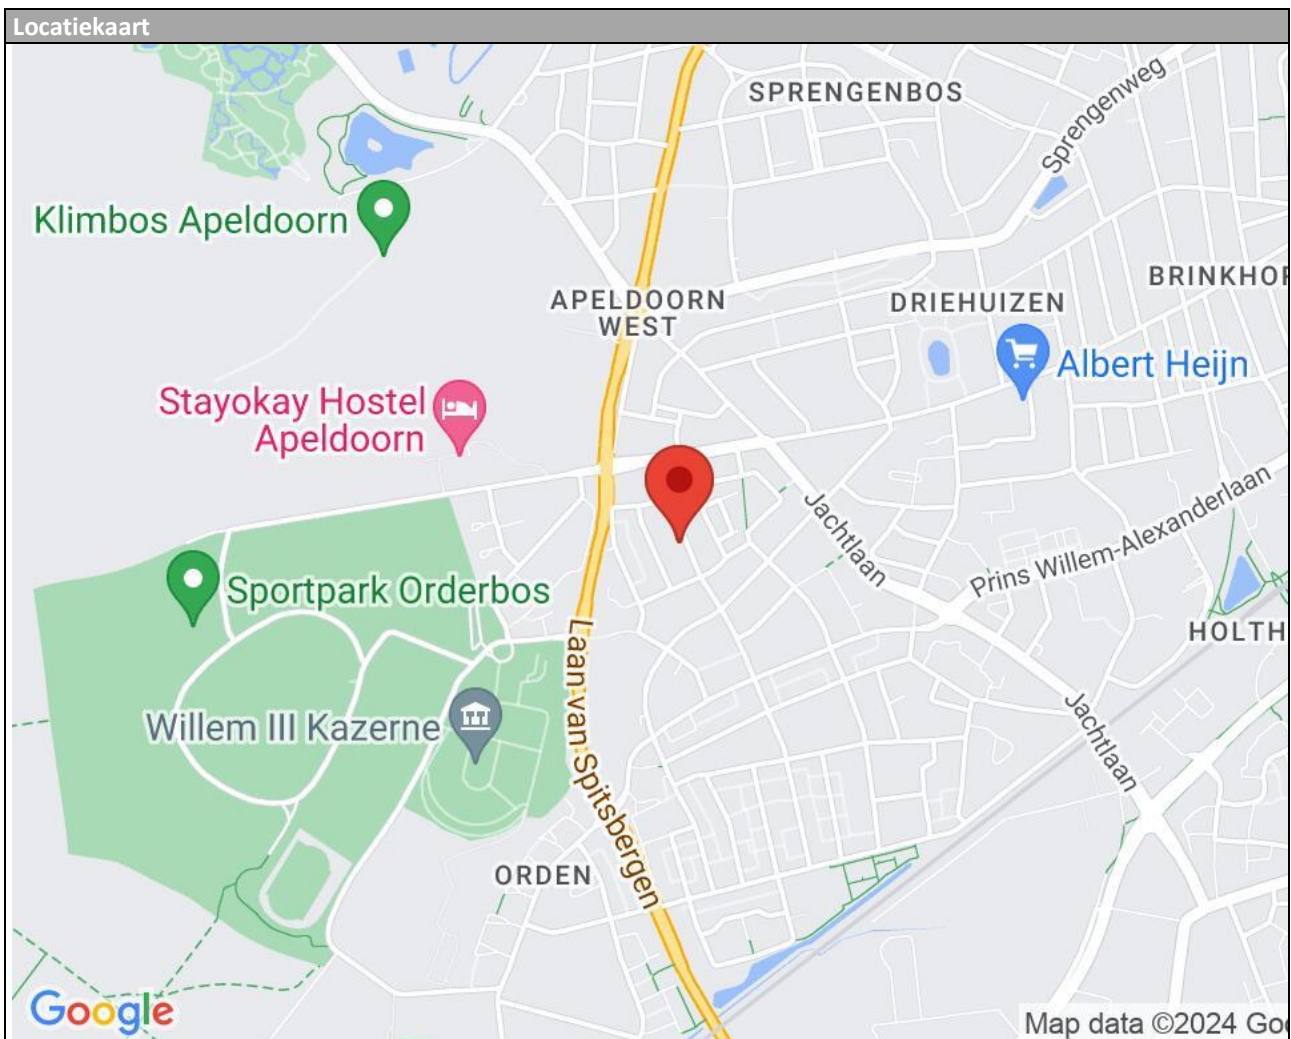 Locatiekaart
SPRENGENBOS
Sprengenweg
Klimbos Apeldoorn
BRINKHO
APELDOORN
WEST
DRIEHUIZEN
Albert Heijn
Stayokay Hostel
Apeldoorn
Jachtlaan
Prins Willem-Alexanderlaan
Sportpark Orderbos
HOLTH
Laan van Spitsbergen
Willem III Kazerne
Jachtlaan
ORDEN
Google
Map data ©2024 Goo